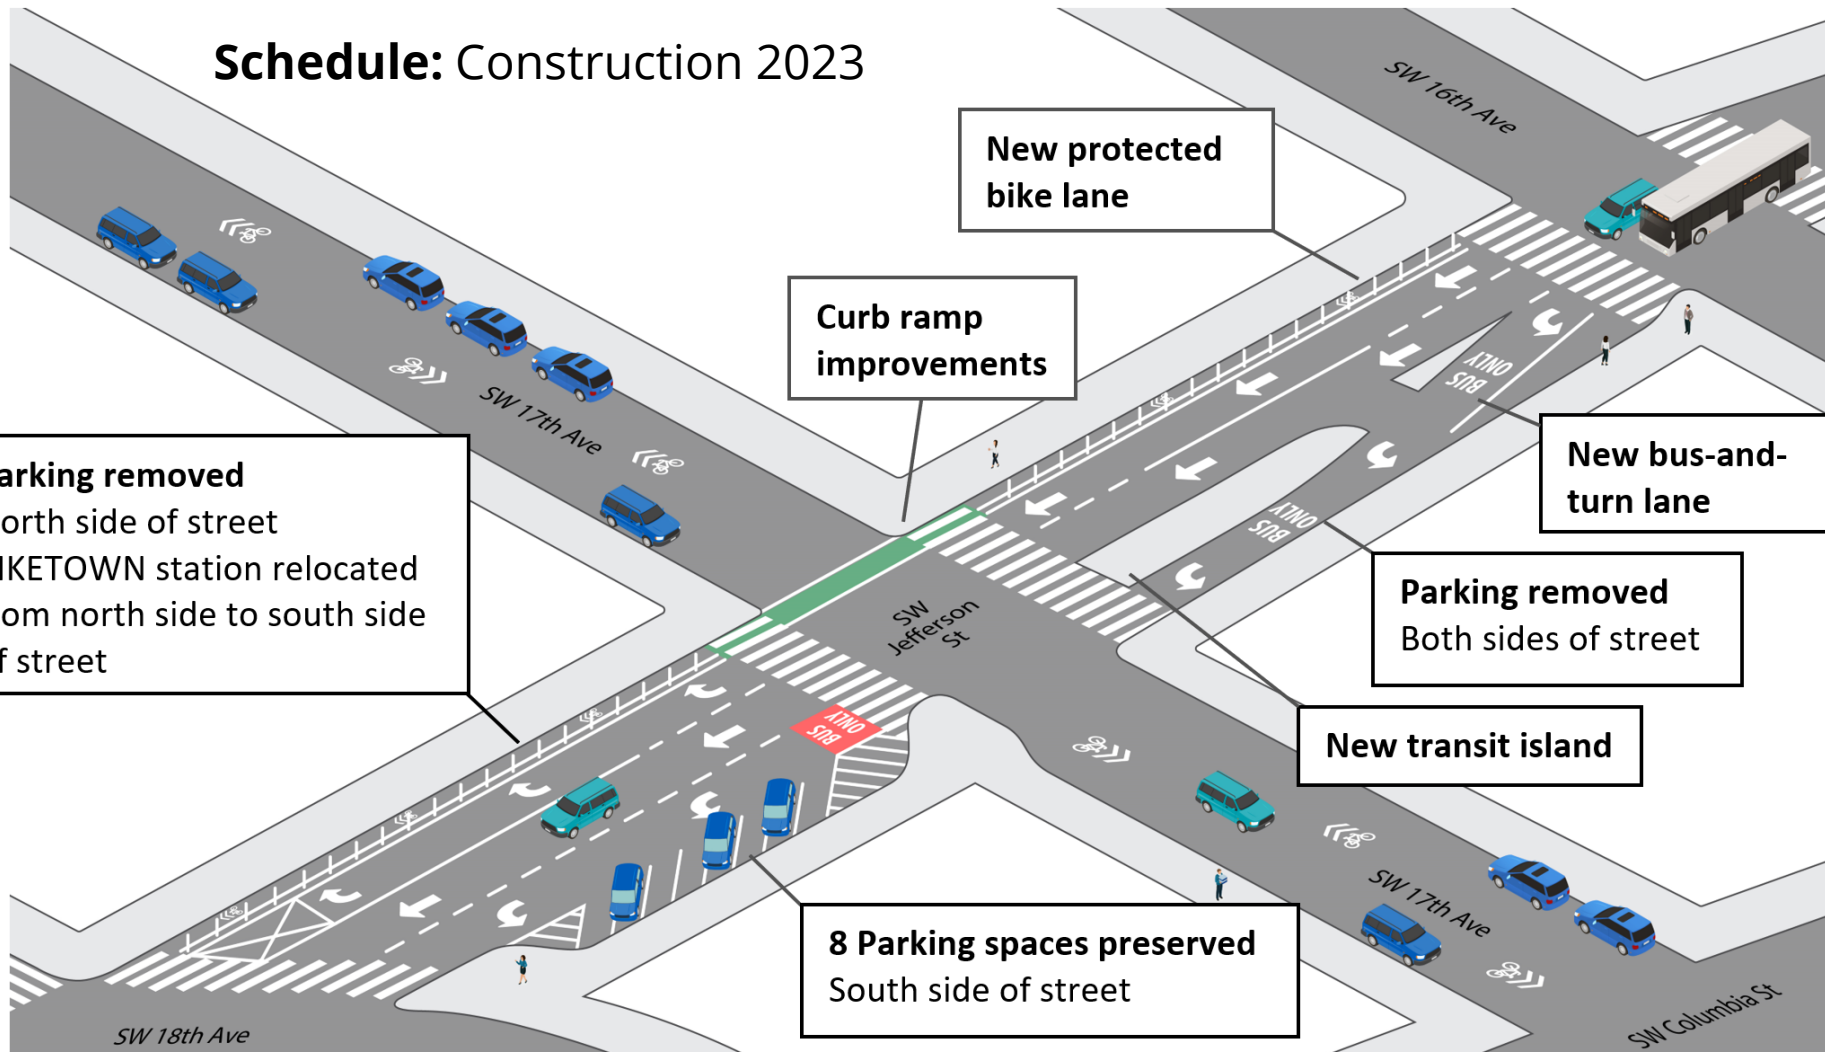 Schedule: Construction 2023
SW 16th Ave
New protected
bike lane
Curb ramp
improvements
SW 17th Ave
arking removed
orth side of street
IKETOWN station relocated
om north side to south side
f street
BUS
ONLY
New bus-and-
turn lane
BUS
ONLY
Parking removed
Both sides of street
SW
Jefferson
St
New transit island
BUS
ONLY
8 Parking spaces preserved
South side of street
SW 17th Ave
SW Columbia St
SW 18th Ave